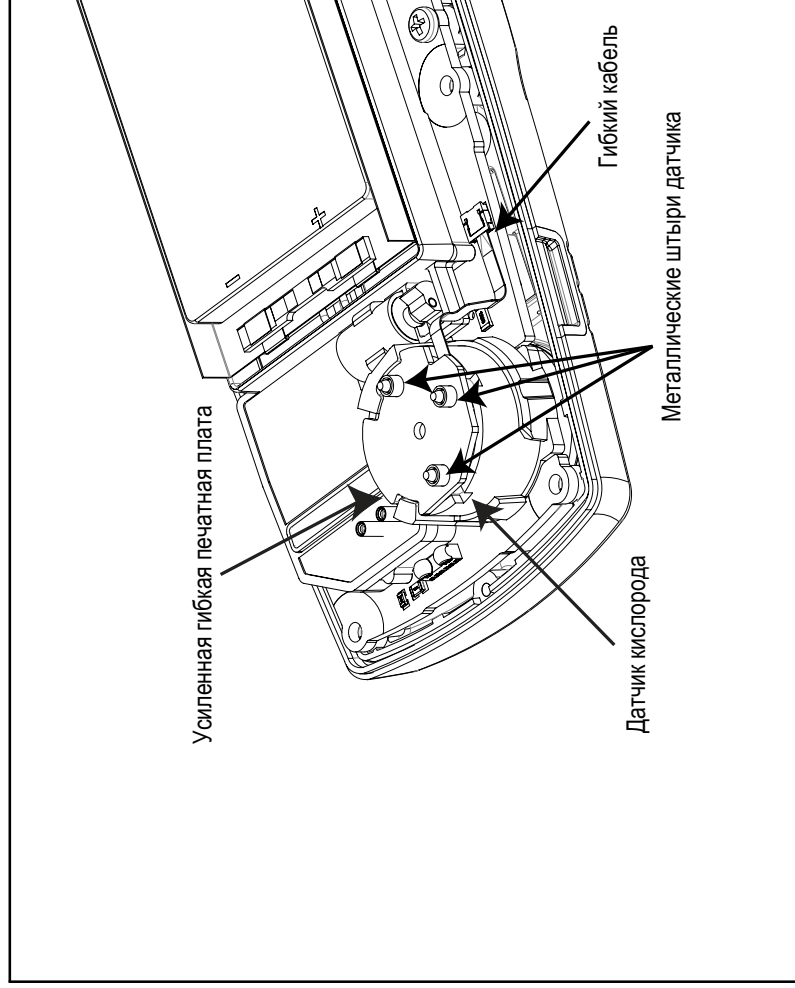 Усиленная гибкая печатная плата
Датчик кислорода
Гибкий кабель
Металлические штыри датчика